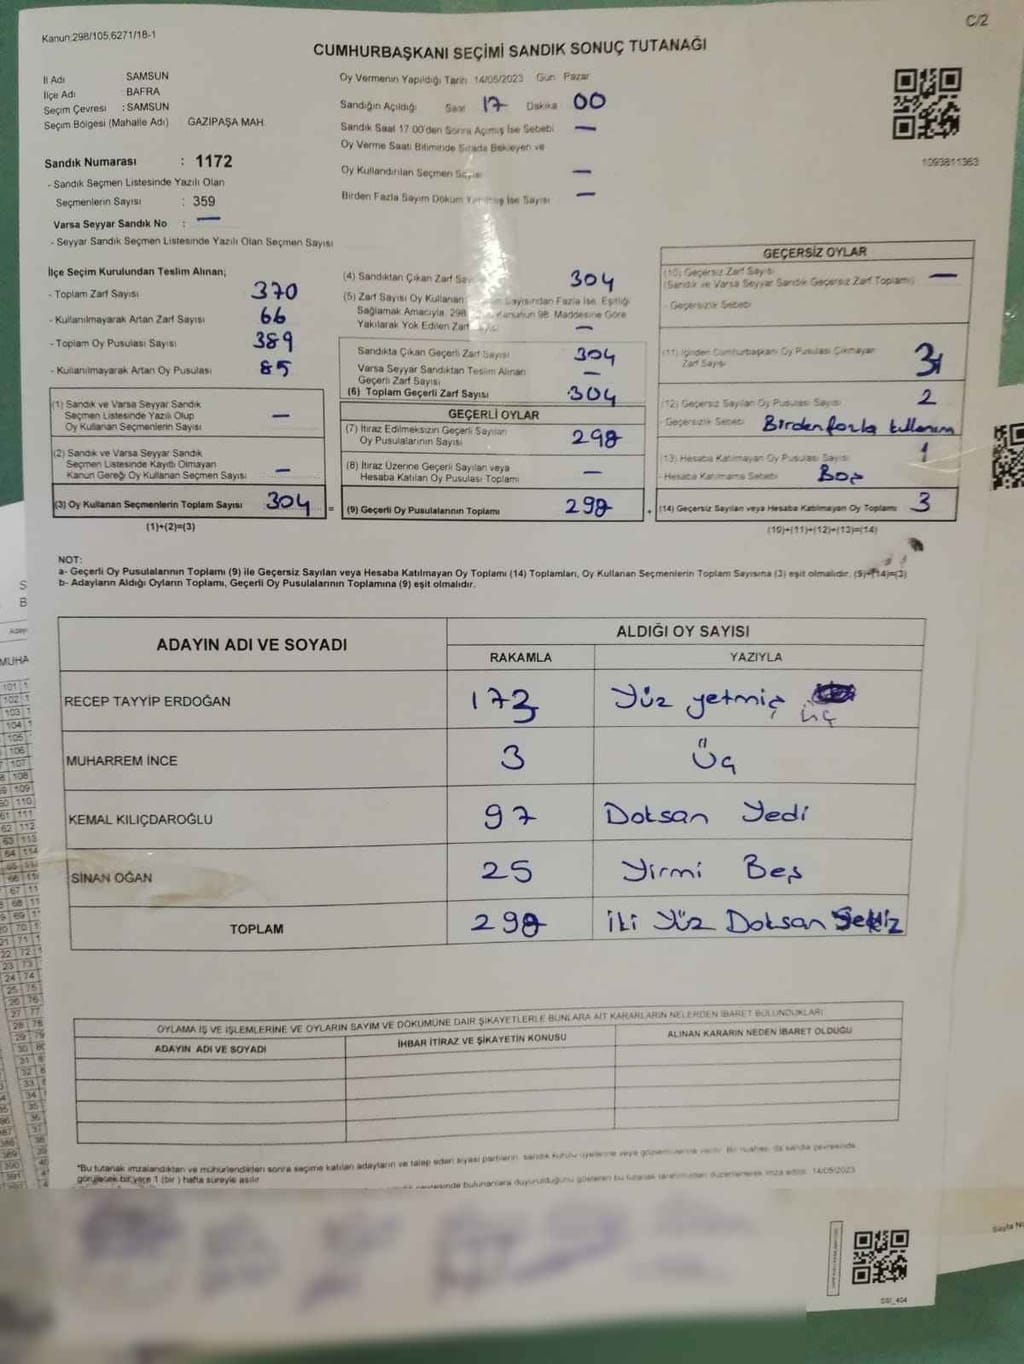 C/2
Kanun:298/105;6271/18-1
CUMHURBAŞKANI SEÇİMİ SANDIK SONUÇ TUTANAĞI
İl Adı SAMSUN
İlçe Adı BAFRA
Seçim Çevresi : SAMSUN
Seçim Bölgesi (Mahalle Adı) GAZİPAŞA MAH.
Sandık Numarası : 1172
- Sandık Seçmen Listesinde Yazılı Olan
Seçmenlerin Sayısı : 359
Varsa Seyyar Sandık No : —
- Seyyar Sandık Seçmen Listesinde Yazılı Olan Seçmen Sayısı
Oy Vermenin Yapıldığı Tarih 14/05/2023 Gün Pazar
Sandığın Açıldığı Saat 17 Dakika 00
Sandık Saat 17:00'den Sonra Açılmış İse Sebebi —
Oy Verme Saati Bitiminde Sırada Bekleyen ve
Oy Kullandırılan Seçmen Sayısı —
Birden Fazla Sayım Döküm Yapılmış İse Sayısı —
1093811363
İlçe Seçim Kurulundan Teslim Alınan;
- Toplam Zarf Sayısı 370
- Kullanılmayarak Artan Zarf Sayısı 66
- Toplam Oy Pusulası Sayısı 389
- Kullanılmayarak Artan Oy Pusulası 85
(1) Sandık ve Varsa Seyyar Sandık
Seçmen Listesinde Yazılı Olup
Oy Kullanan Seçmenlerin Sayısı —
(2) Sandık ve Varsa Seyyar Sandık
Seçmen Listesinde Kayıtlı Olmayan
Kanun Gereği Oy Kullanan Seçmen Sayısı —
(3) Oy Kullanan Seçmenlerin Toplam Sayısı 304 =
(1)+(2)=(3)
(4) Sandıktan Çıkan Zarf Sayısı 304
(5) Zarf Sayısı Oy Kullanan Sayısından Fazla İse, Eşitliği
Sağlamak Amacıyla, 298 Kanunun 98. Maddesine Göre
Yakılarak Yok Edilen Zarf —
Sandıkta Çıkan Geçerli Zarf Sayısı 304
Varsa Seyyar Sandıktan Teslim Alınan
Geçerli Zarf Sayısı —
(6) Toplam Geçerli Zarf Sayısı 304
GEÇERLİ OYLAR
(7) İtiraz Edilmeksizin Geçerli Sayılan
Oy Pusulalarının Sayısı 298
(8) İtiraz Üzerine Geçerli Sayılan veya
Hesaba Katılan Oy Pusulası Toplamı —
(9) Geçerli Oy Pusulalarının Toplamı 298 +
GEÇERSİZ OYLAR
(10) Geçersiz Zarf Sayısı
(Sandık ve Varsa Seyyar Sandık Geçersiz Zarf Toplamı) —
- Geçersizlik Sebebi
(11) İçinden Cumhurbaşkanı Oy Pusulası Çıkmayan
Zarf Sayısı 3
(12) Geçersiz Sayılan Oy Pusulası Sayısı 2
- Geçersizlik Sebebi Birden fazla kullanım
(13) Hesaba Katılmayan Oy Pusulası Sayısı 1
- Hesaba Katılmama Sebebi Boş
(14) Geçersiz Sayılan veya Hesaba Katılmayan Oy Toplamı 3
(10)+(11)+(12)+(13)=(14)
NOT:
a- Geçerli Oy Pusulalarının Toplamı (9) ile Geçersiz Sayılan veya Hesaba Katılmayan Oy Toplamı (14) Toplamları, Oy Kullanan Seçmenlerin Toplam Sayısına (3) eşit olmalıdır. (9)+(14)=(3)
b- Adayların Aldığı Oyların Toplamı, Geçerli Oy Pusulalarının Toplamına (9) eşit olmalıdır.
ADAYIN ADI VE SOYADI
ALDIĞI OY SAYISI
RAKAMLA YAZIYLA
RECEP TAYYİP ERDOĞAN 173 Yüz yetmiş üç
MUHARREM İNCE 3 Üç
KEMAL KILIÇDAROĞLU 97 Doksan Yedi
SİNAN OĞAN 25 Yirmi Beş
TOPLAM 298 İki Yüz Doksan Sekiz
OYLAMA İŞ VE İŞLEMLERİNE VE OYLARIN SAYIM VE DÖKÜMÜNE DAİR ŞİKAYETLERLE BUNLARA AİT KARARLARIN NELERDEN İBARET BULUNDUKLARI
ADAYIN ADI VE SOYADI İHBAR İTİRAZ VE ŞİKAYETİN KONUSU ALINAN KARARIN NEDEN İBARET OLDUĞU
"Bu tutanak imzalandıktan ve mühürlendikten sonra seçime katılan adayların ve talep eden siyasi partilerin, sandık kurulu üyelerine veya gözlemcilerine verilir. Bir nüshası da sandık çevresinde
görülecek bir yere 1 (bir) hafta süreyle asılır
bulunanlara duyurulduğunu gösteren bu tutanak tarafımızdan düzenlenerek imza edildi. 14/05/2023
SSI_404
Sayfa No